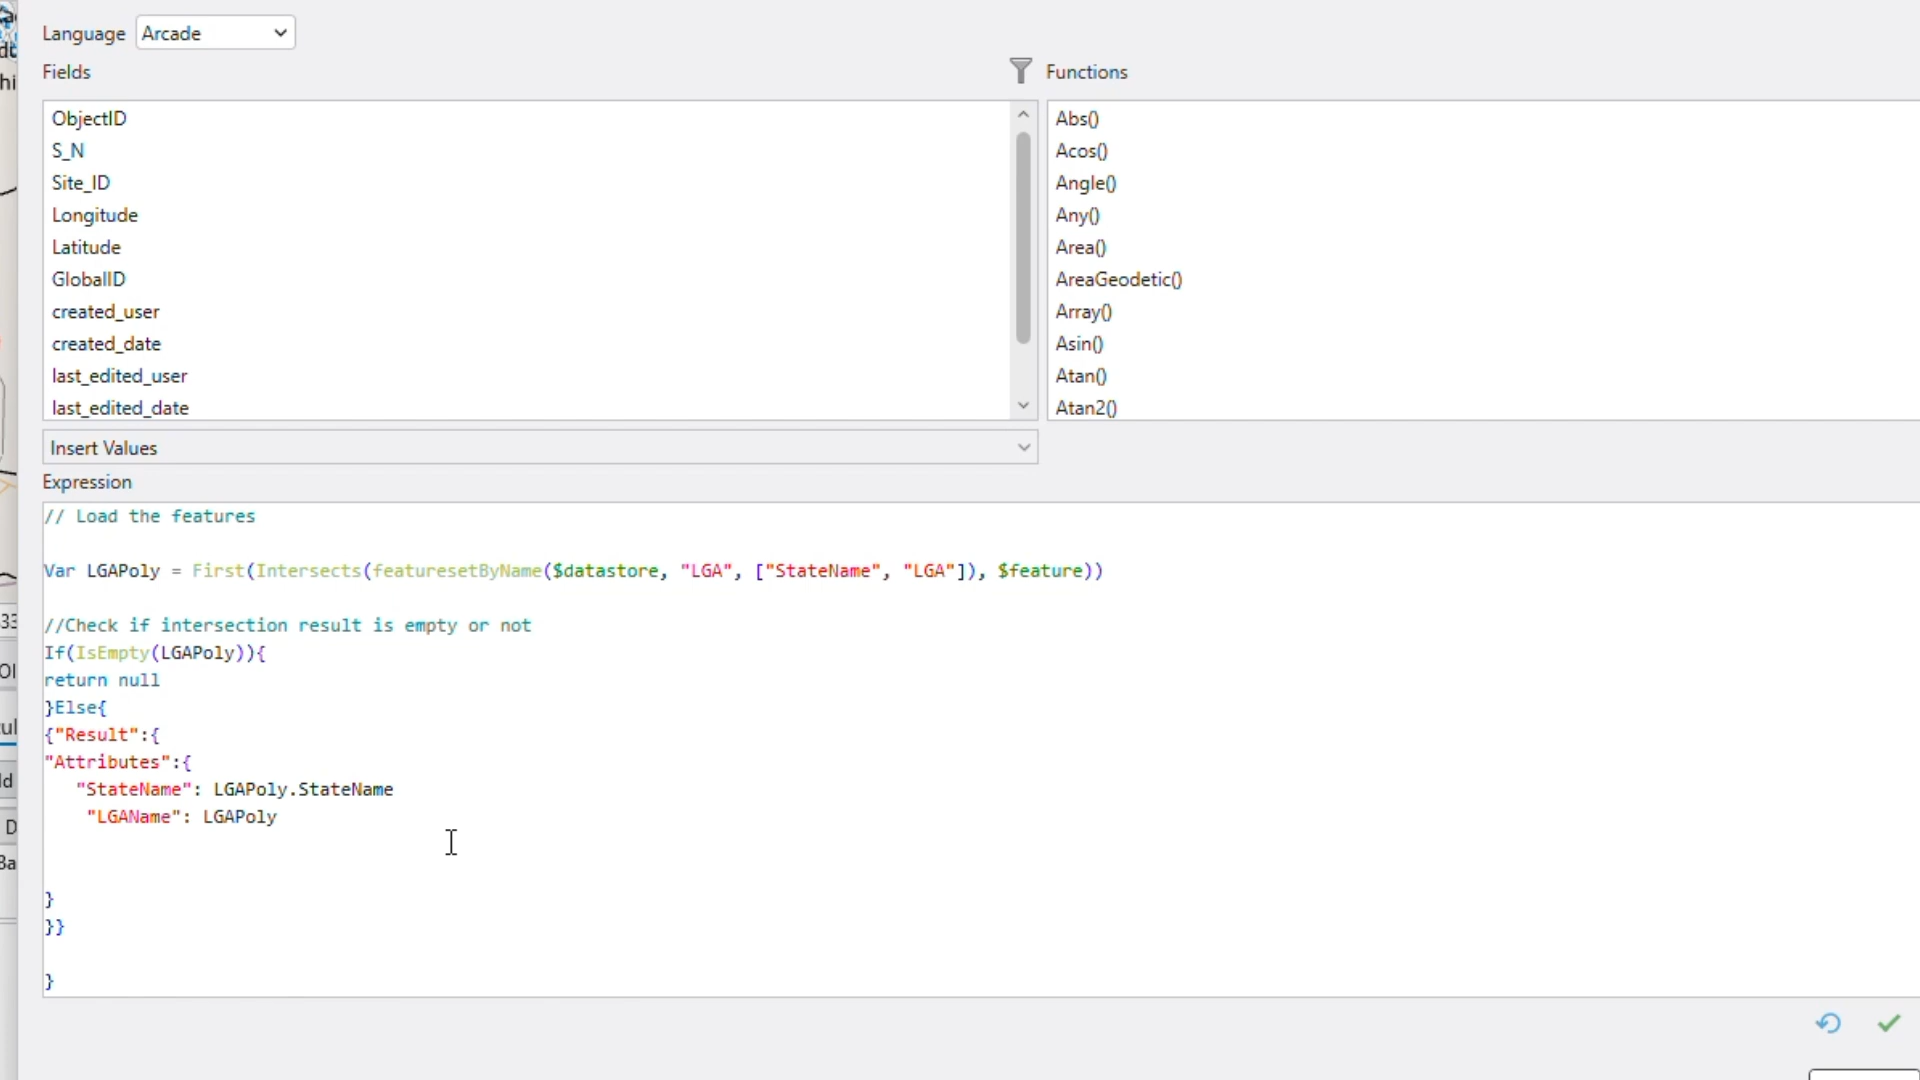 Language Arcade
Fields
Functions
ObjectID
S_N
Site_ID
Longitude
Latitude
GlobalID
created_user
created_date
last_edited_user
last_edited_date
Abs()
Acos()
Angle()
Any()
Area()
AreaGeodetic()
Array()
Asin()
Atan()
Atan2()
Insert Values
Expression
// Load the features
Var LGAPoly = First(Intersects(featuresetByName($datastore, "LGA", ["StateName", "LGA"]), $feature))
//Check if intersection result is empty or not
If(IsEmpty(LGAPoly)){
return null
}Else{
{"Result":{
"Attributes":{
"StateName": LGAPoly.StateName
"LGAName": LGAPoly
}
}}
}